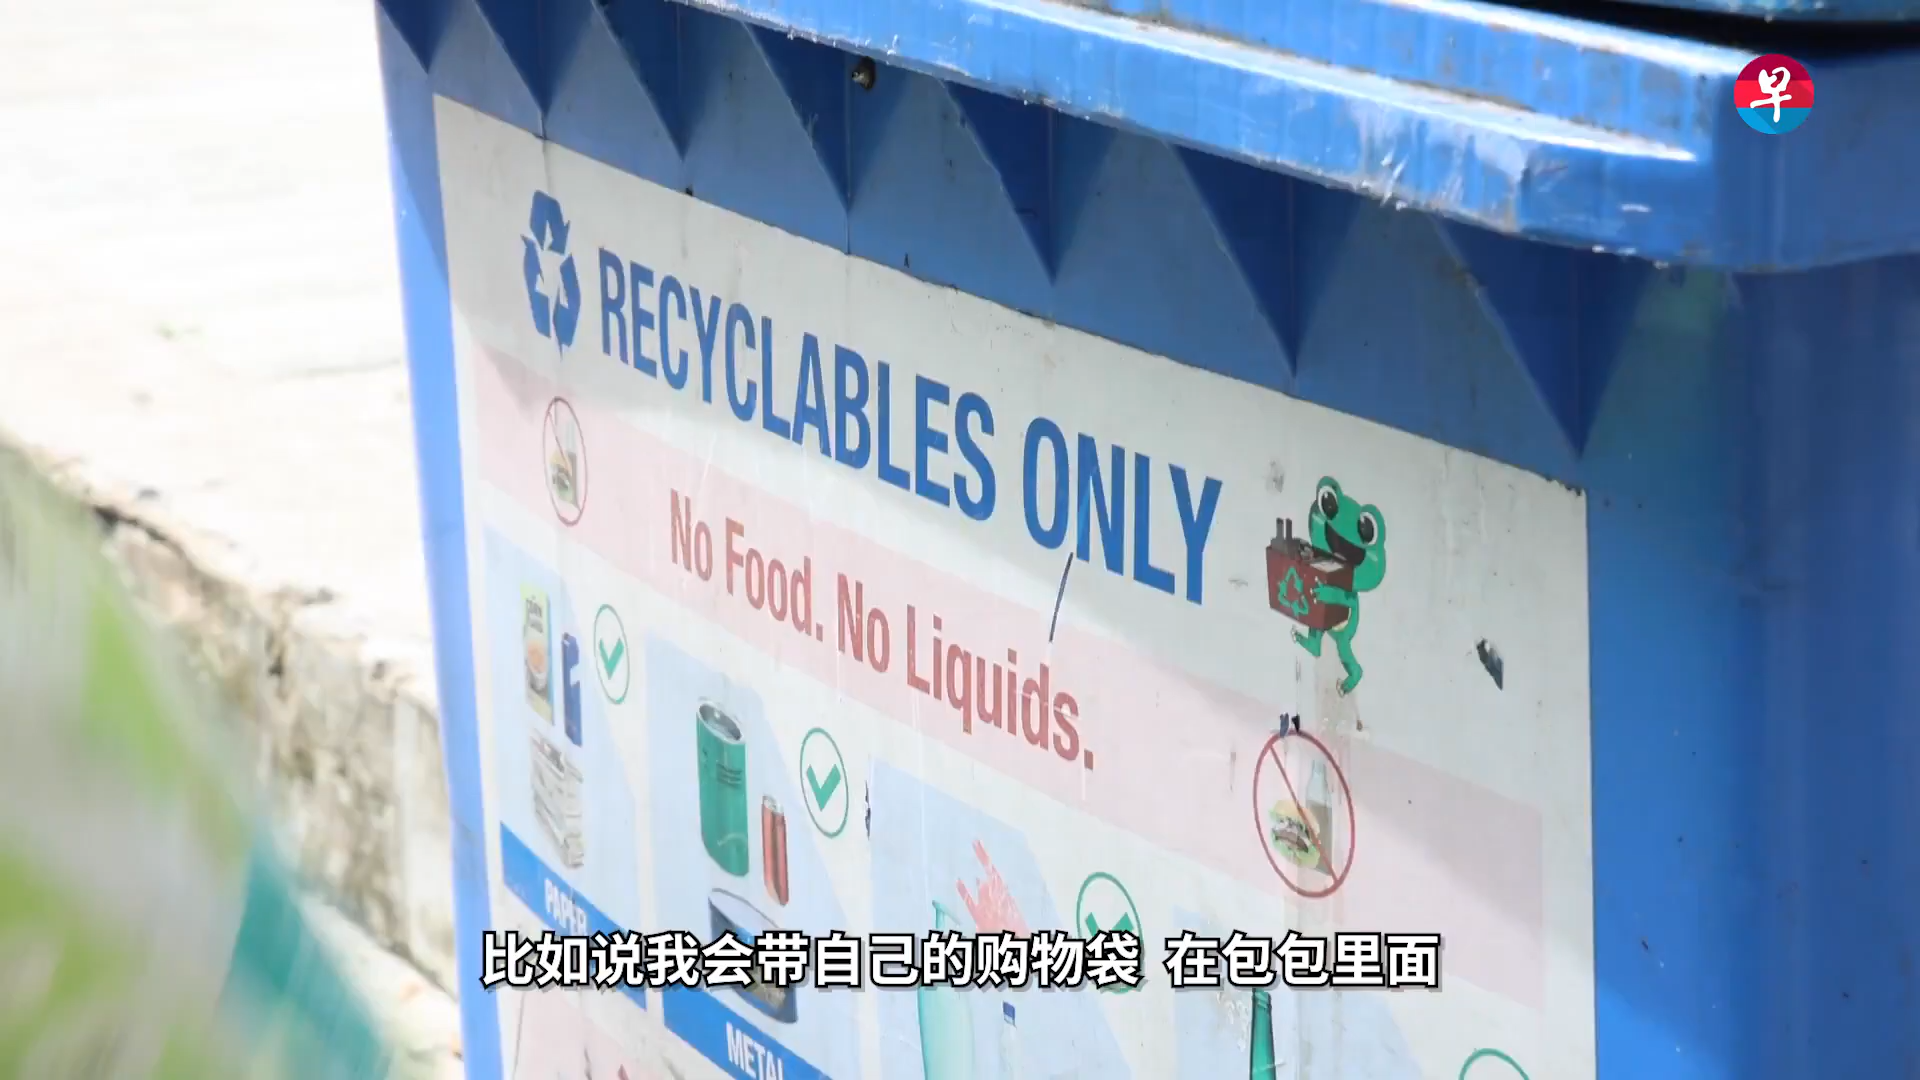 早
RECYCLABLES ONLY
No Food. No Liquids.
PAPER
METAL
比如说我会带自己的购物袋 在包包里面